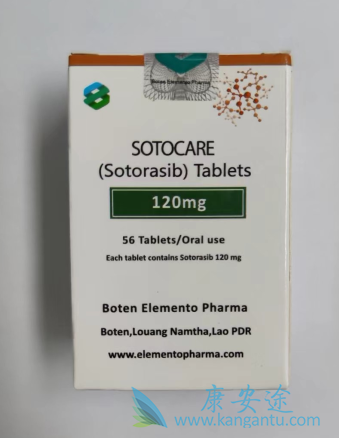 Boten Elemento Pharma
SOTOCARE
(Sotorasib) Tablets
120mg
56 Tablets/Oral use
Each tablet contains Sotorasib 120 mg
Boten Elemento Pharma
Boten,Louang Namtha,Lao PDR
www.elementopharma.com
康安途
www.kangantu.com